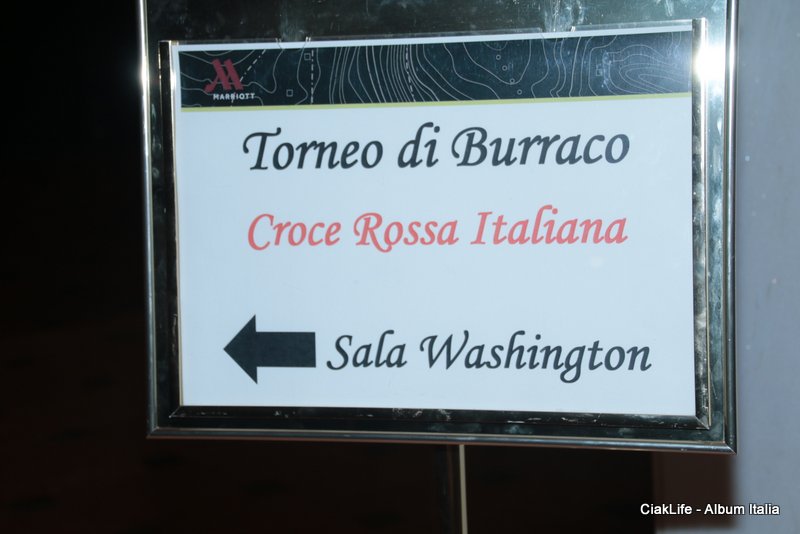 MARRIOTT
Torneo di Burraco
Croce Rossa Italiana
Sala Washington
CiakLife - Album Italia